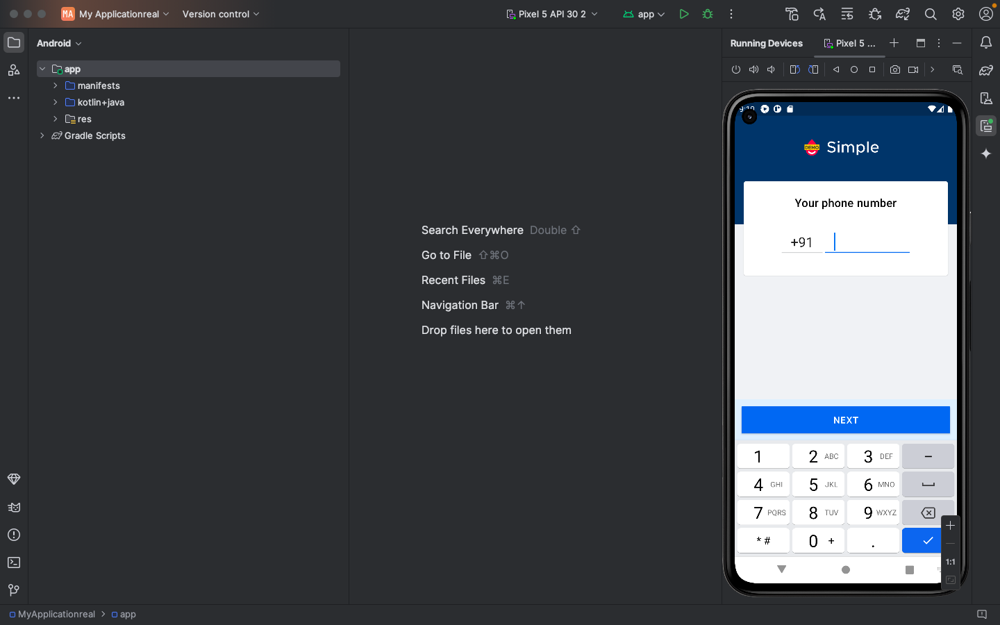 MA My Applicationreal Version control Pixel 5 API 30 2 app
Android
app
manifests
kotlin+java
res
Gradle Scripts
Search Everywhere Double ⇧
Go to File ⇧⌘O
Recent Files ⌘E
Navigation Bar ⌘↑
Drop files here to open them
Running Devices Pixel 5 ...
DEMO Simple
Your phone number
+91
NEXT
1 2 ABC 3 DEF –
4 GHI 5 JKL 6 MNO
7 PQRS 8 TUV 9 WXYZ
* # 0 + .
1:1
MyApplicationreal > app